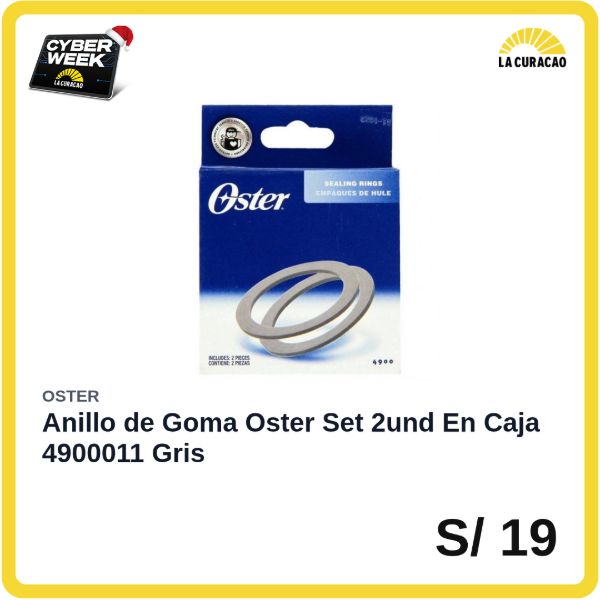 CYBER
WEEK
LA CURACAO
LA CURACAO
Oster
SEALING RINGS
EMPAQUES DE HULE
INCLUDES: 2 PIECES
CONTIENE: 2 PIEZAS
4900
OSTER
Anillo de Goma Oster Set 2und En Caja
4900011 Gris
S/ 19